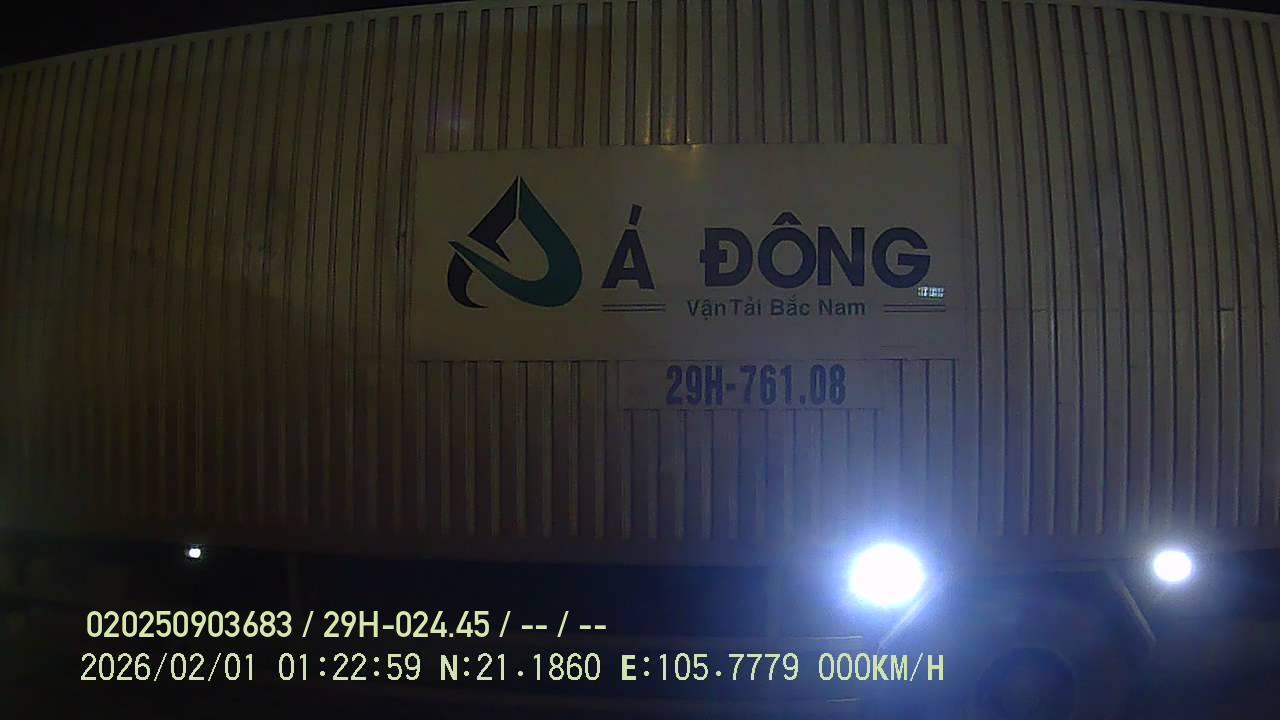 Á ĐÔNG
Vận Tải Bắc Nam
29H-761.08
020250903683 / 29H-024.45 / -- / --
2026/02/01 01:22:59 N:21.1860 E:105.7779 000KM/H